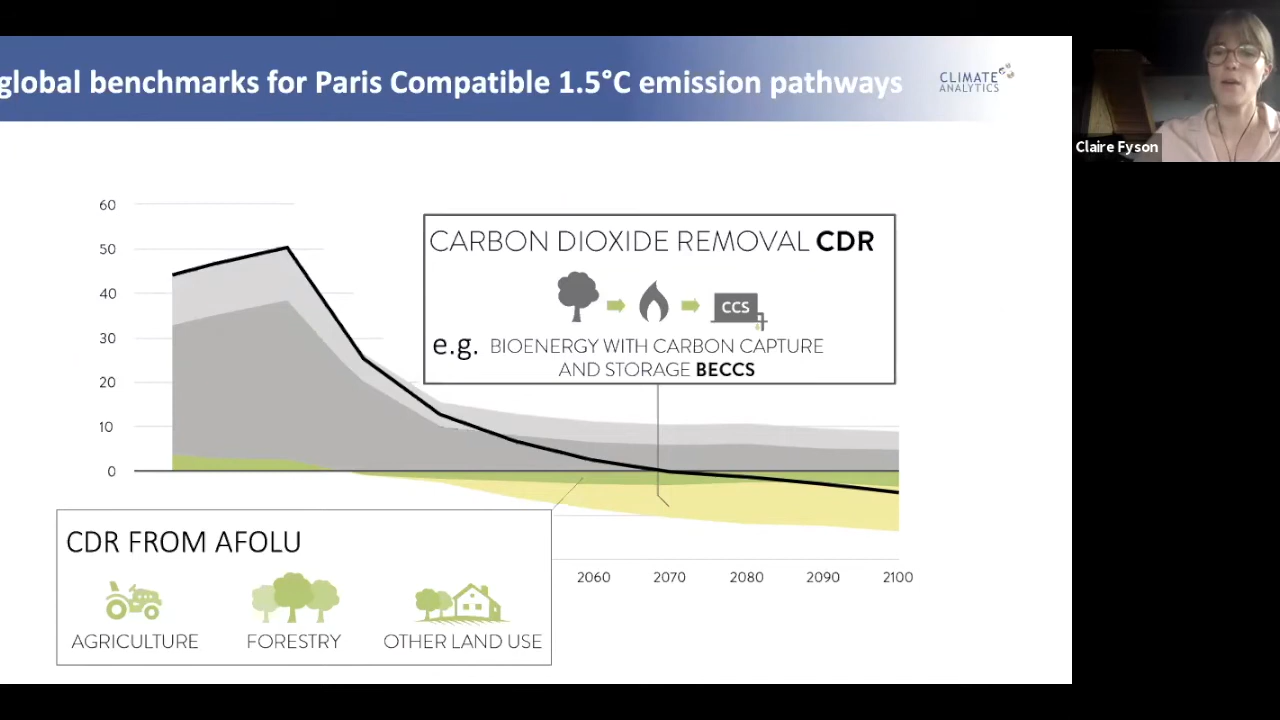 global benchmarks for Paris Compatible 1.5°C emission pathways
CLIMATE
ANALYTICS
Claire Fyson
60
50
40
30
20
10
0
CARBON DIOXIDE REMOVAL CDR
CCS
e.g. BIOENERGY WITH CARBON CAPTURE
AND STORAGE BECCS
CDR FROM AFOLU
AGRICULTURE FORESTRY OTHER LAND USE
2060 2070 2080 2090 2100